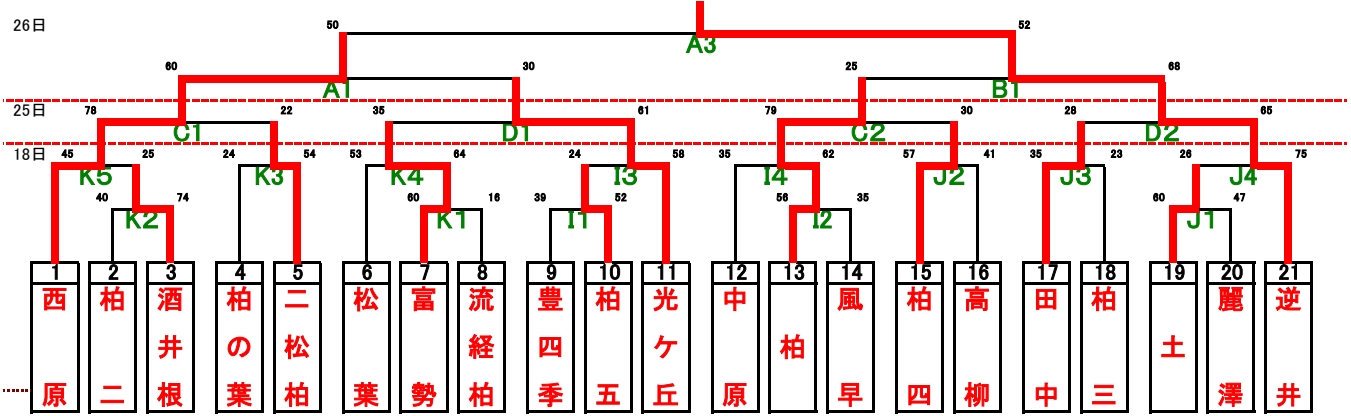 50 52
26日
A3
60 30 25 68
A1 B1
25日 78 22 35 61 79 30 28 65
C1 D1 C2 D2
18日 45 25 24 54 53 64 24 58 35 62 57 41 35 23 26 75
K5 K3 K4 I3 I4 J2 J3 J4
40 74 60 16 39 52 56 35 60 47
K2 K1 I1 I2 J1
1 2 3 4 5 6 7 8 9 10 11 12 13 14 15 16 17 18 19 20 21
西原
柏二
酒井根
柏の葉
二松柏
松葉
富勢
流経柏
豊四季
柏五
光ケ丘
中原
柏
風早
柏四
高柳
田中
柏三
土
麗澤
逆井